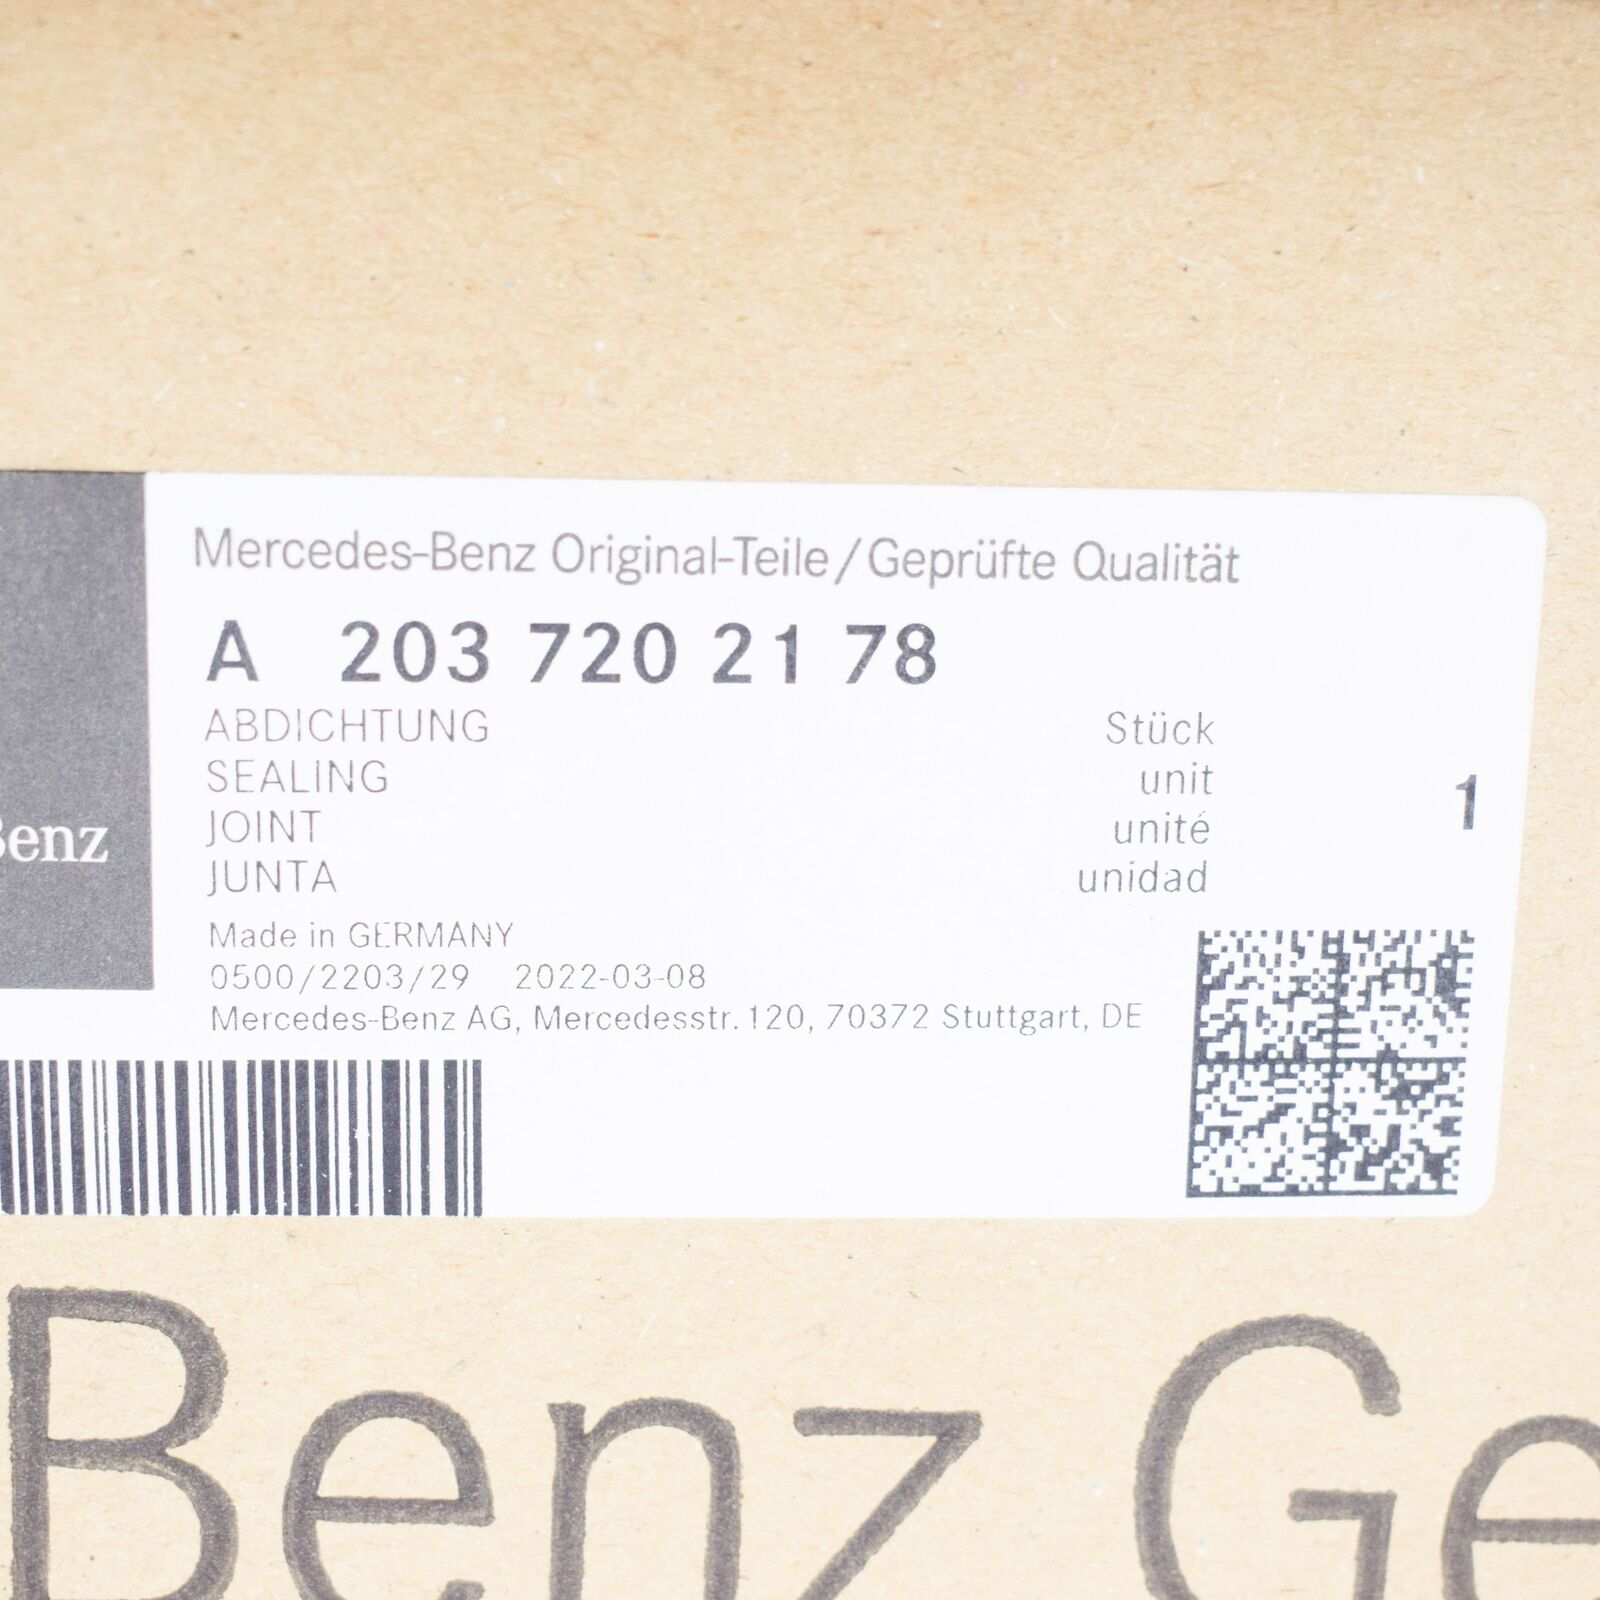 Mercedes-Benz Original-Teile/Geprüfte Qualität
A 203 720 21 78
ABDICHTUNG Stück
SEALING unit
JOINT unité
JUNTA unidad
1
Benz
Made in GERMANY
0500/2203/29 2022-03-08
Mercedes-Benz AG, Mercedesstr. 120, 70372 Stuttgart, DE
Benz Ge